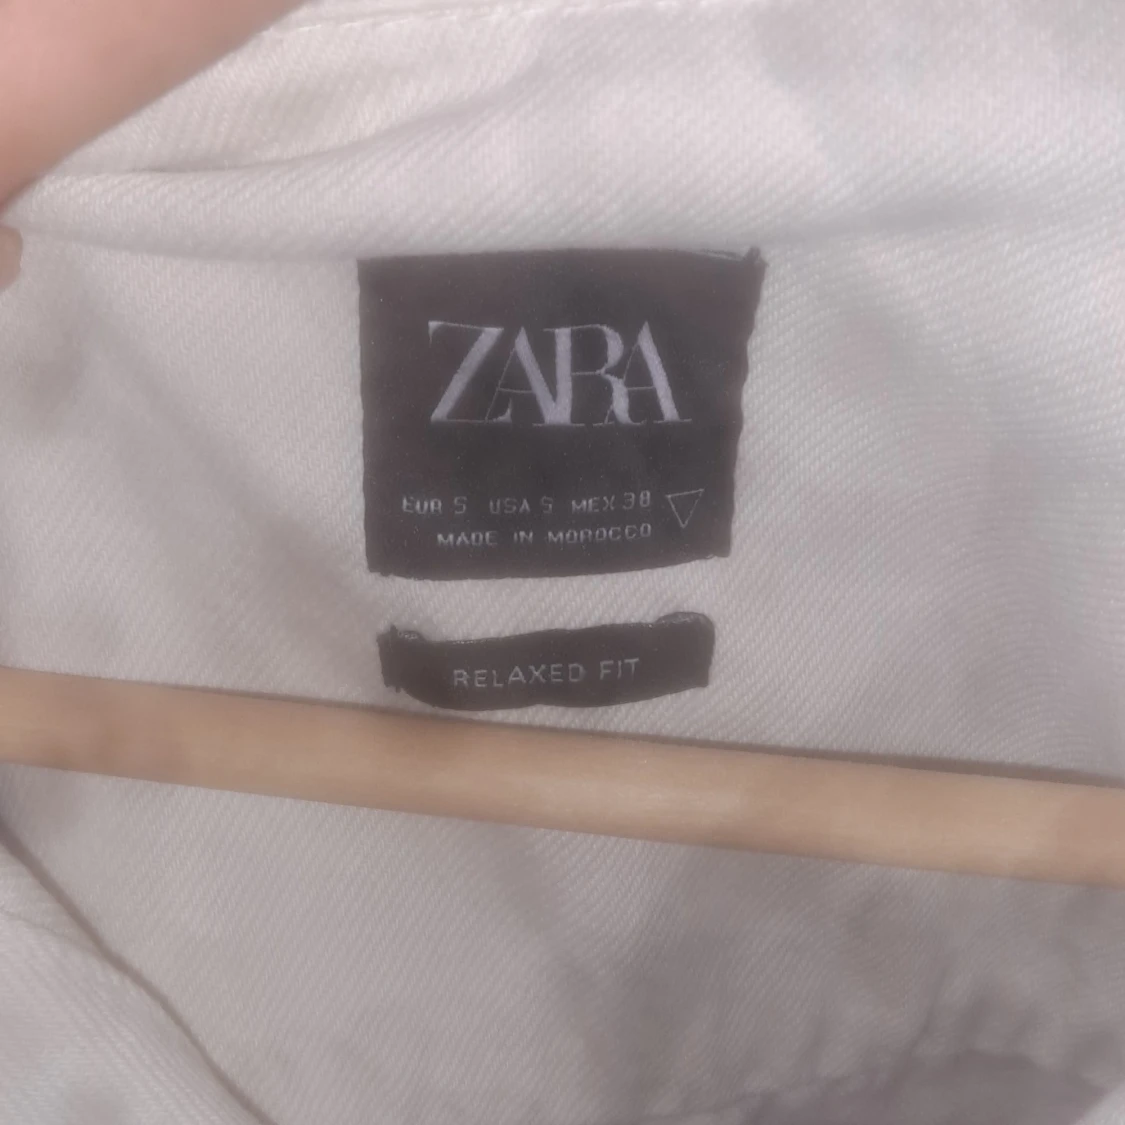 ZARA
EUR S USA S MEX 38
MADE IN MOROCCO
RELAXED FIT